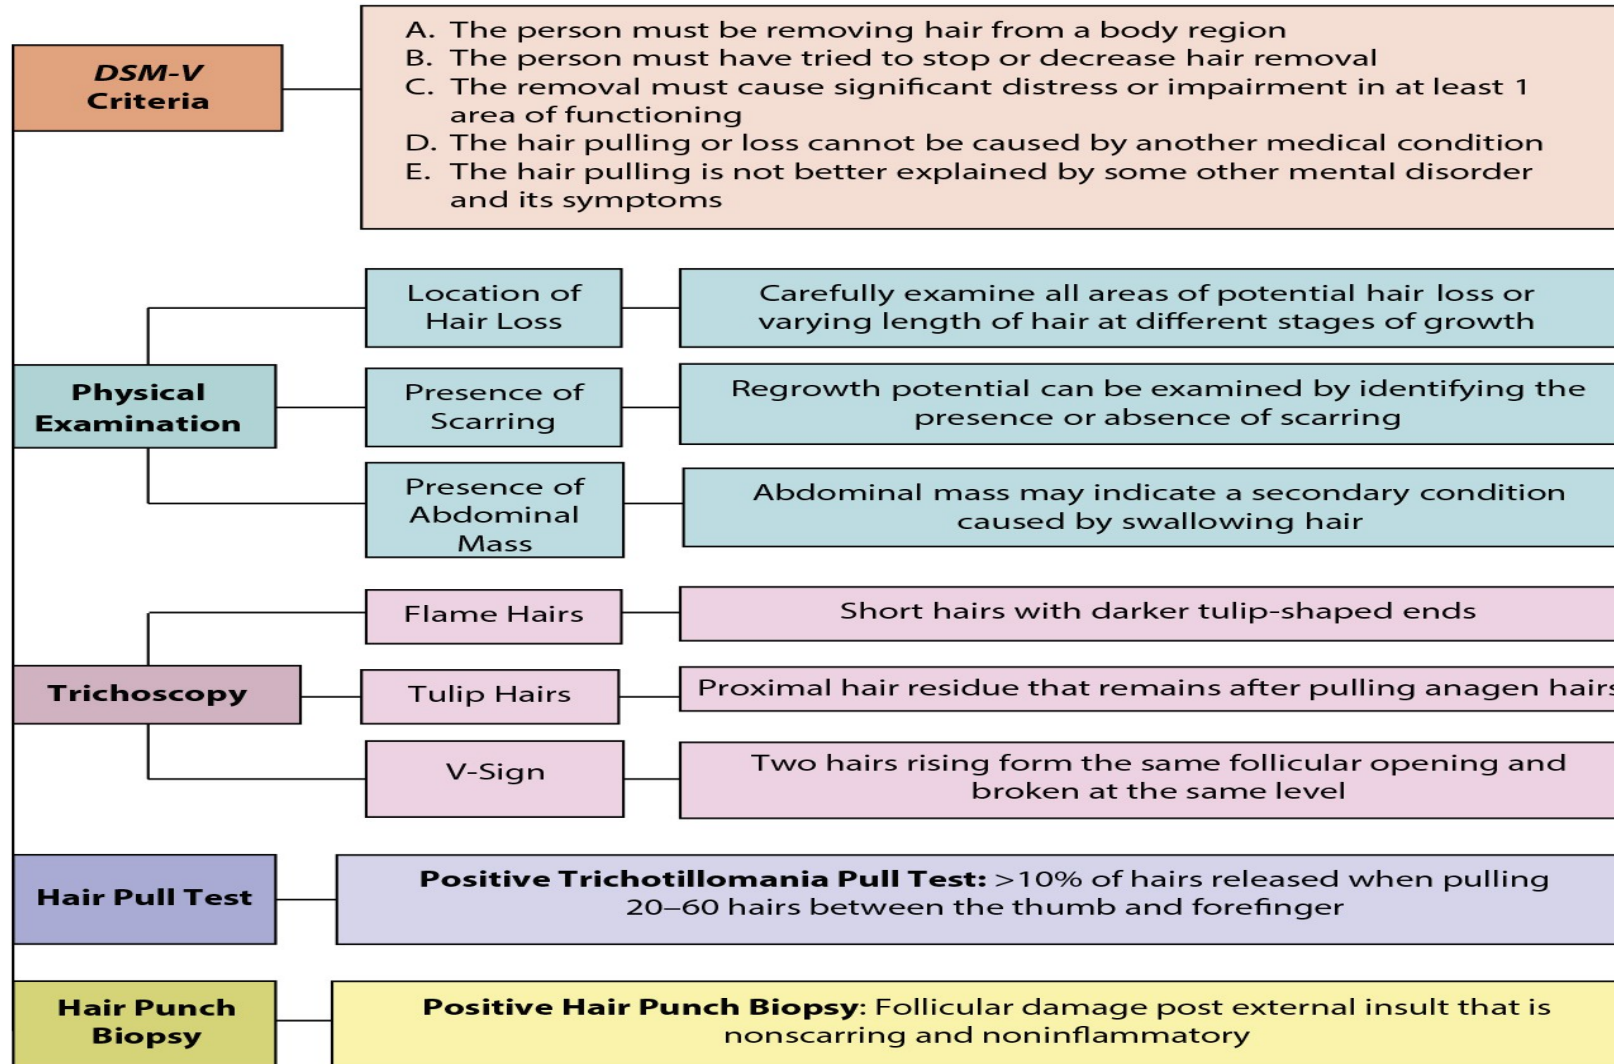 DSM-V
Criteria
A. The person must be removing hair from a body region
B. The person must have tried to stop or decrease hair removal
C. The removal must cause significant distress or impairment in at least 1
area of functioning
D. The hair pulling or loss cannot be caused by another medical condition
E. The hair pulling is not better explained by some other mental disorder
and its symptoms
Physical
Examination
Location of
Hair Loss
Carefully examine all areas of potential hair loss or
varying length of hair at different stages of growth
Presence of
Scarring
Regrowth potential can be examined by identifying the
presence or absence of scarring
Presence of
Abdominal
Mass
Abdominal mass may indicate a secondary condition
caused by swallowing hair
Trichoscopy
Flame Hairs
Short hairs with darker tulip-shaped ends
Tulip Hairs
Proximal hair residue that remains after pulling anagen hairs
V-Sign
Two hairs rising form the same follicular opening and
broken at the same level
Hair Pull Test
Positive Trichotillomania Pull Test: >10% of hairs released when pulling
20–60 hairs between the thumb and forefinger
Hair Punch
Biopsy
Positive Hair Punch Biopsy: Follicular damage post external insult that is
nonscarring and noninflammatory